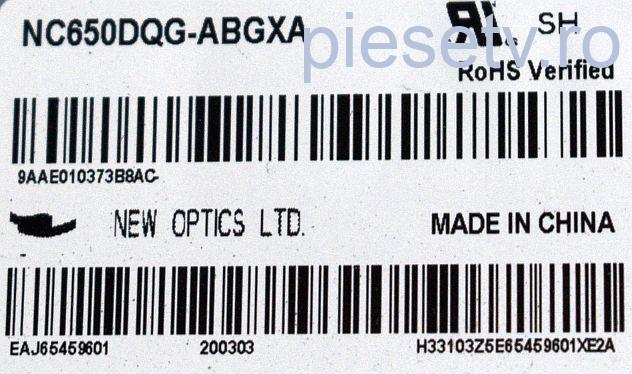 NC650DQG-ABGXA
piesetv.ro
SH
RoHS Verified
9AAE010373B8AC
NEW OPTICS LTD.
MADE IN CHINA
EAJ65459601 200303 H33103Z5E65459601XE2A